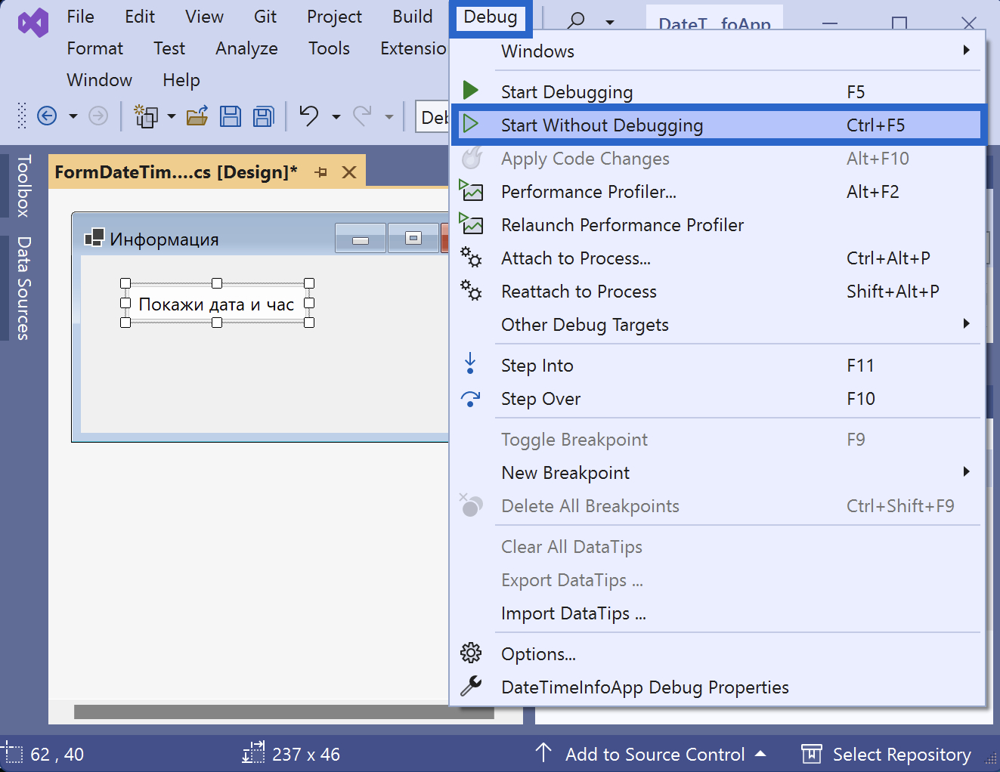 File Edit View Git Project Build Debug
Format Test Analyze Tools Extensio
Window Help
DateT foApp
Deb
Toolbox
Data Sources
FormDateTim....cs [Design]*
Информация
Покажи дата и час
Windows
Start Debugging F5
Start Without Debugging Ctrl+F5
Apply Code Changes Alt+F10
Performance Profiler... Alt+F2
Relaunch Performance Profiler
Attach to Process... Ctrl+Alt+P
Reattach to Process Shift+Alt+P
Other Debug Targets
Step Into F11
Step Over F10
Toggle Breakpoint F9
New Breakpoint
Delete All Breakpoints Ctrl+Shift+F9
Clear All DataTips
Export DataTips ...
Import DataTips ...
Options...
DateTimeInfoApp Debug Properties
62 , 40 237 x 46 Add to Source Control Select Repository